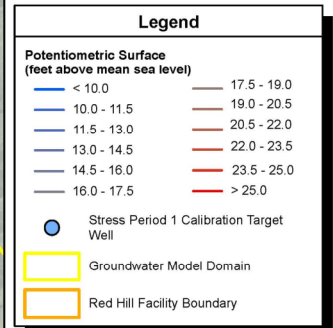 Legend
Potentiometric Surface
(feet above mean sea level)
< 10.0
10.0 - 11.5
11.5 - 13.0
13.0 - 14.5
14.5 - 16.0
16.0 - 17.5
17.5 - 19.0
19.0 - 20.5
20.5 - 22.0
22.0 - 23.5
23.5 - 25.0
> 25.0
Stress Period 1 Calibration Target
Well
Groundwater Model Domain
Red Hill Facility Boundary